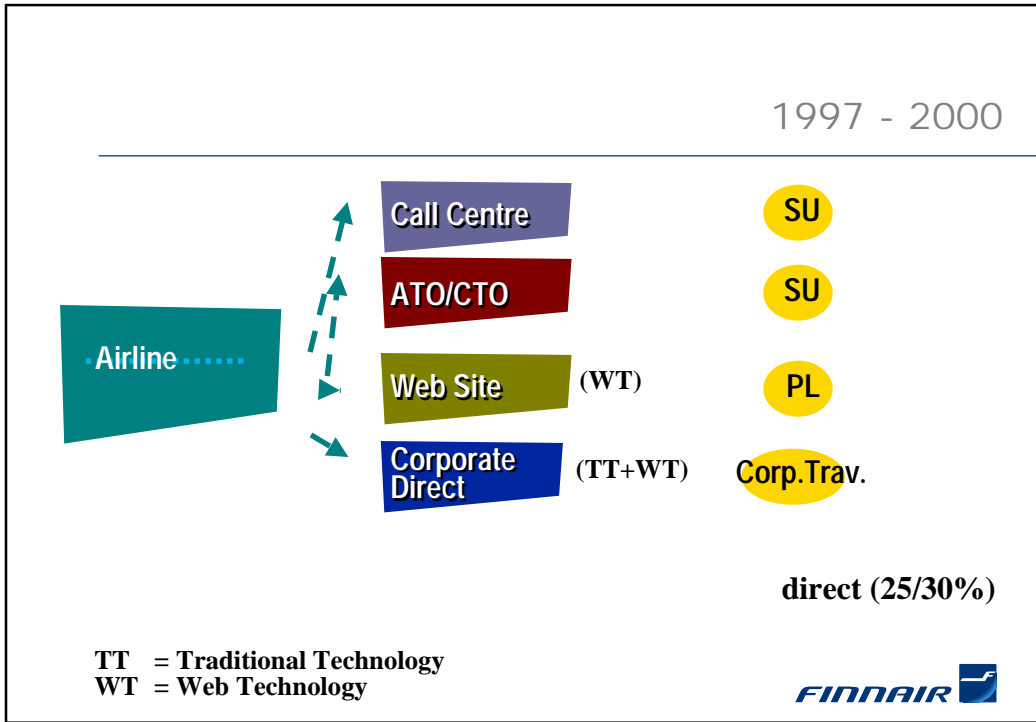 1997 - 2000
Call Centre
SU
ATO/CTO
SU
Airline
Web Site
(WT)
PL
Corporate
Direct
(TT+WT)
Corp.Trav.
direct (25/30%)
TT = Traditional Technology
WT = Web Technology
FINNAIR